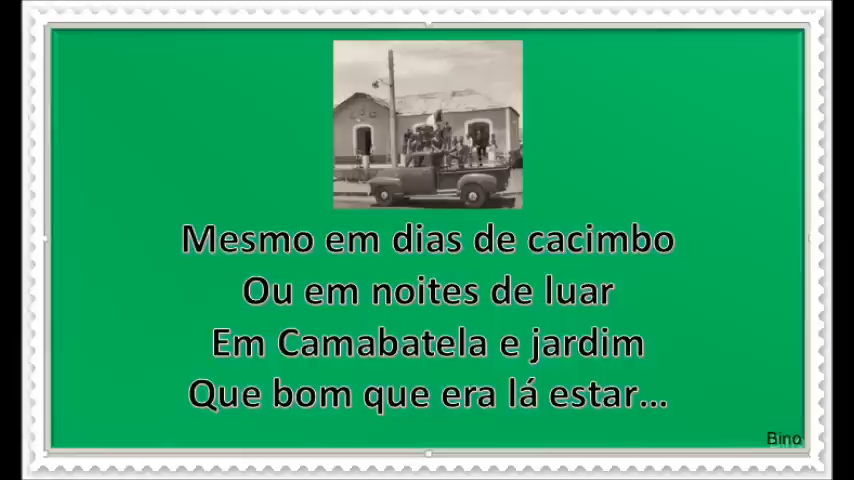 Mesmo em dias de cacimbo
Ou em noites de luar
Em Camabatela e jardim
Que bom que era lá estar...
Bino